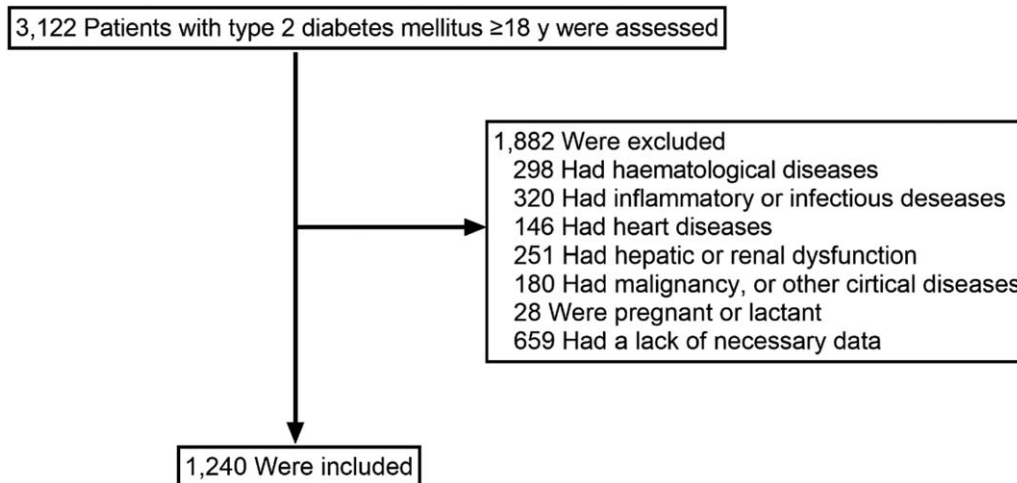 3,122 Patients with type 2 diabetes mellitus ≥18 y were assessed
1,882 Were excluded
298 Had haematological diseases
320 Had inflammatory or infectious deseases
146 Had heart diseases
251 Had hepatic or renal dysfunction
180 Had malignancy, or other cirtical diseases
28 Were pregnant or lactant
659 Had a lack of necessary data
1,240 Were included